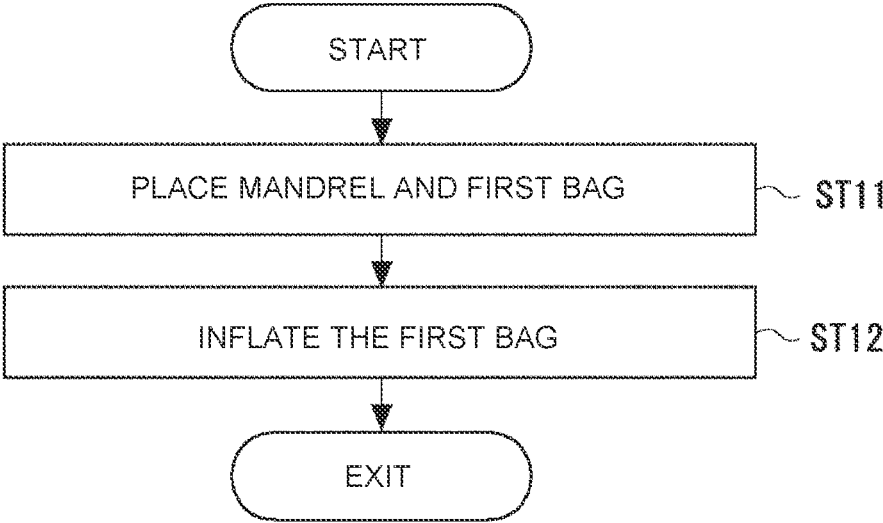 START
PLACE MANDREL AND FIRST BAG
ST11
INFLATE THE FIRST BAG
ST12
EXIT